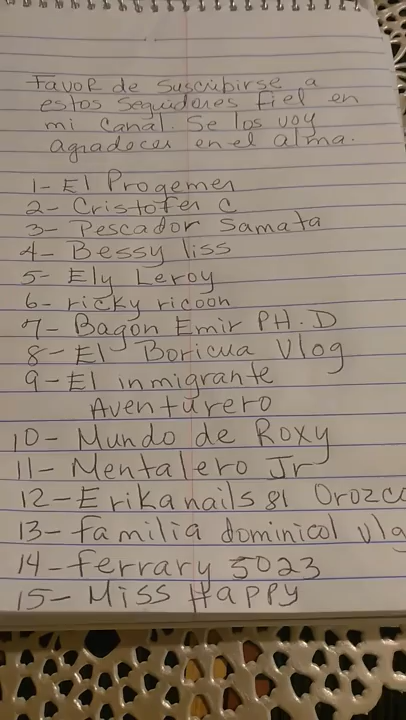 Favor de Suscribirse a
estos Seguidores fiel en
mi Canal. Se los voy
agradecer en el alma.
1- El Progemer
2- Cristofer C
3- Pescador Samata
4- Bessy liss
5- Ely Leroy
6- ricky ricoon
7- Bagon Emir PH.D
8- El Boricua Vlog
9- El inmigrante
Aventurero
10- Mundo de Roxy
11- Mentalero Jr
12- Erikanails81 Orozco
13- familia dominicol vlo
14- ferrary 5023
15- Miss Happy